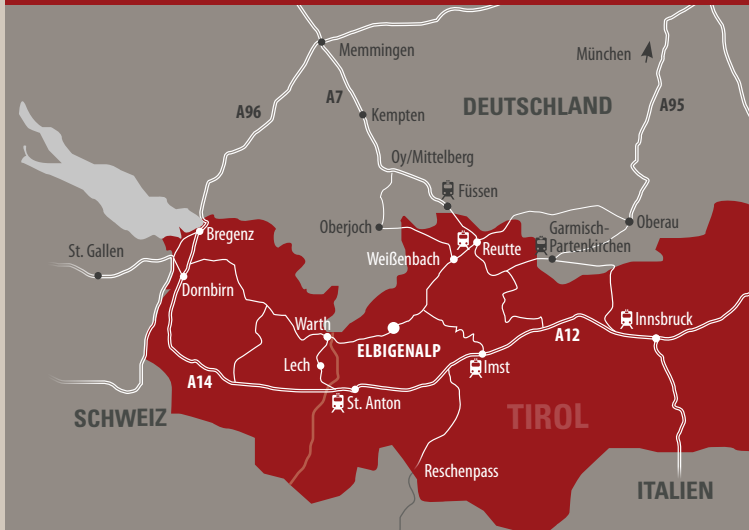 Memmingen
München
A96
A7
DEUTSCHLAND
A95
Kempten
Oy/Mittelberg
Füssen
Oberjoch
Garmisch-
Partenkirchen
Oberau
Bregenz
St. Gallen
Weißenbach
Reutte
Dornbirn
Warth
Innsbruck
A12
ELBIGENALP
Lech
Imst
A14
St. Anton
SCHWEIZ
TIROL
Reschenpass
ITALIEN